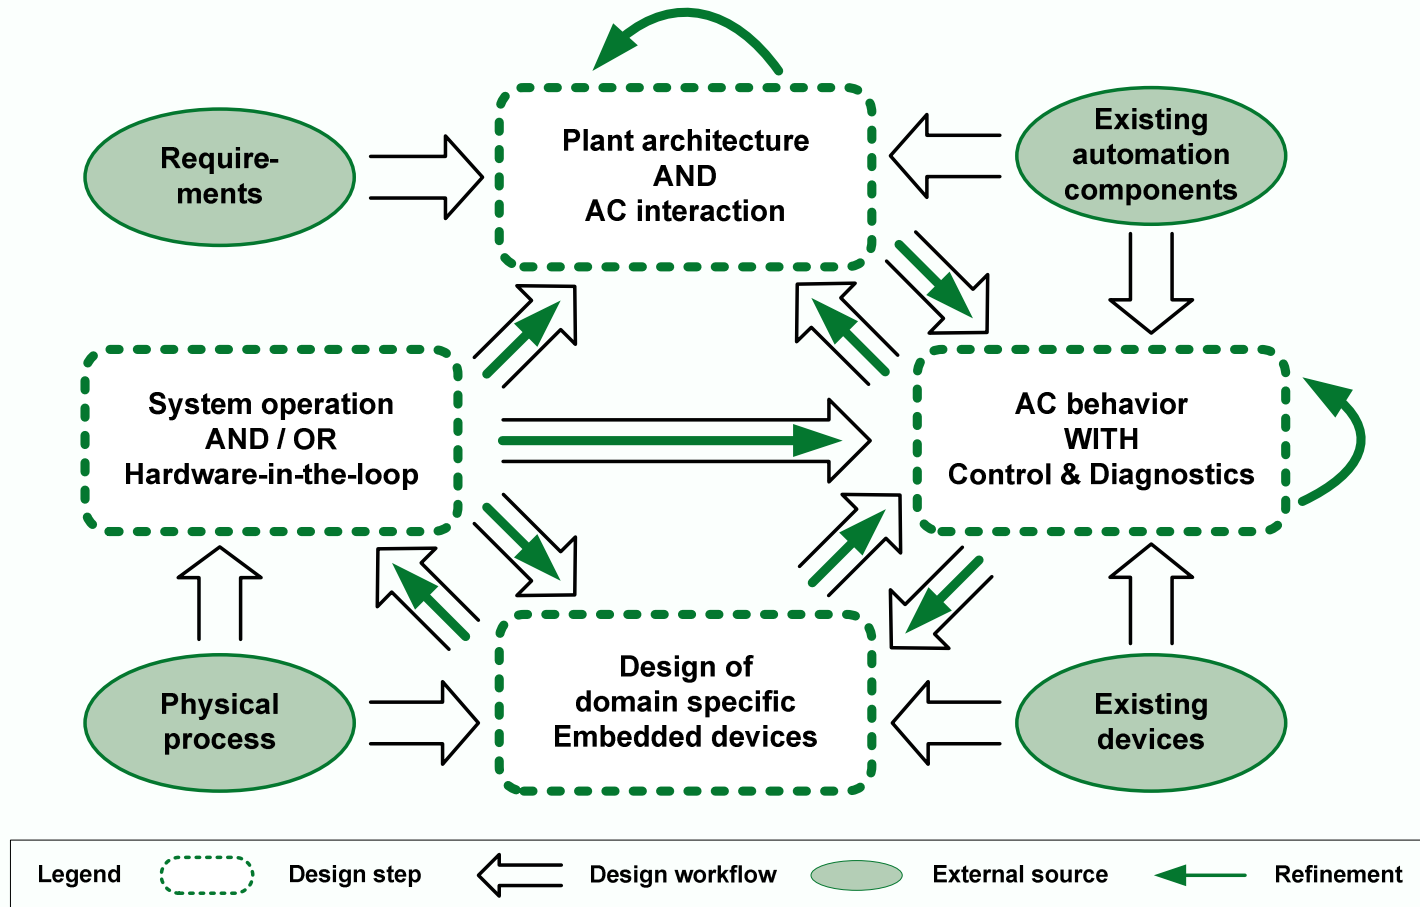 Require-
ments
Plant architecture
AND
AC interaction
Existing
automation
components
System operation
AND / OR
Hardware-in-the-loop
AC behavior
WITH
Control & Diagnostics
Physical
process
Design of
domain specific
Embedded devices
Existing
devices
Legend
Design step
Design workflow
External source
Refinement